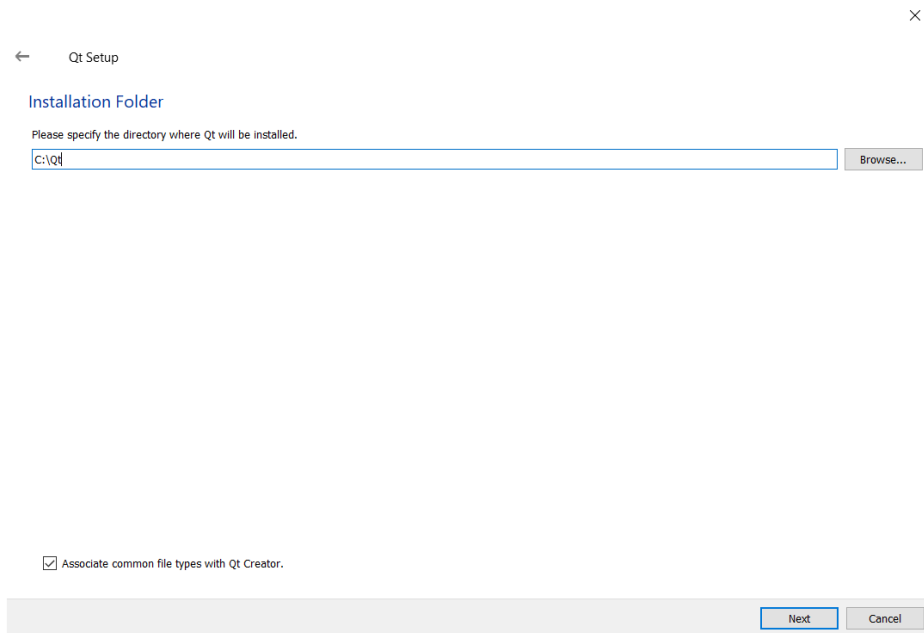 Qt Setup
Installation Folder
Please specify the directory where Qt will be installed.
C:\Qt
Browse...
Associate common file types with Qt Creator.
Next
Cancel